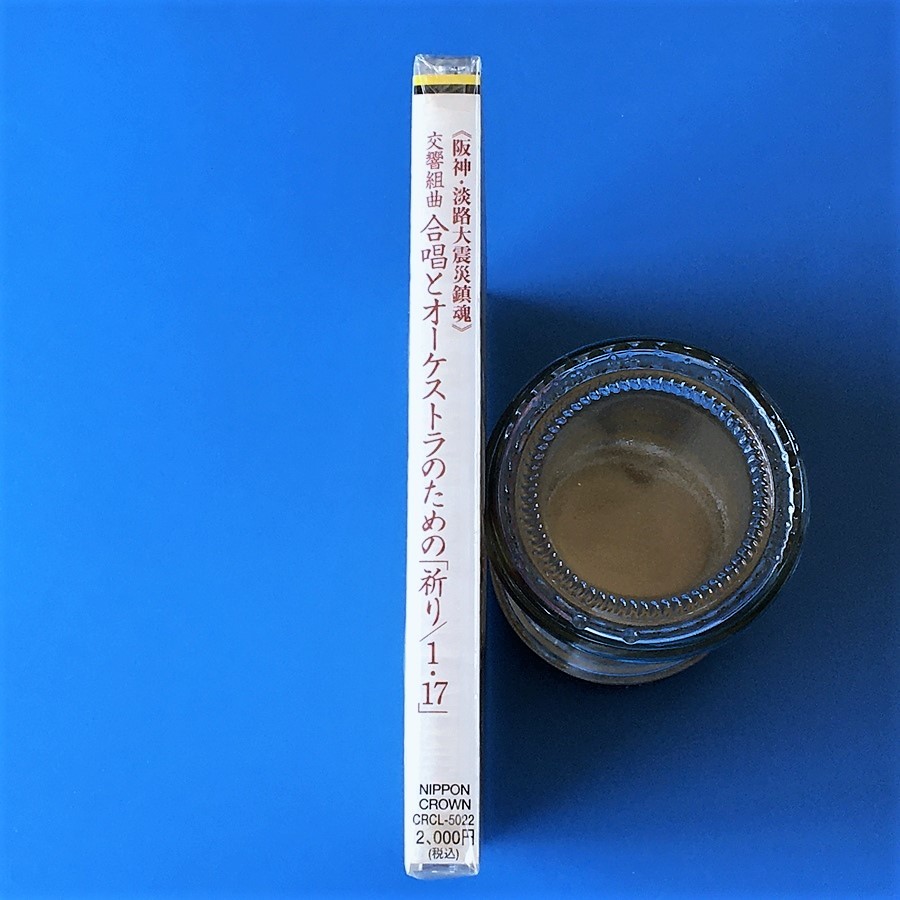 《阪神・淡路大震災鎮魂》
交響組曲 合唱とオーケストラのための「祈り/1・17」
NIPPON
CROWN
CRCL-5022
2,000円
(税込)